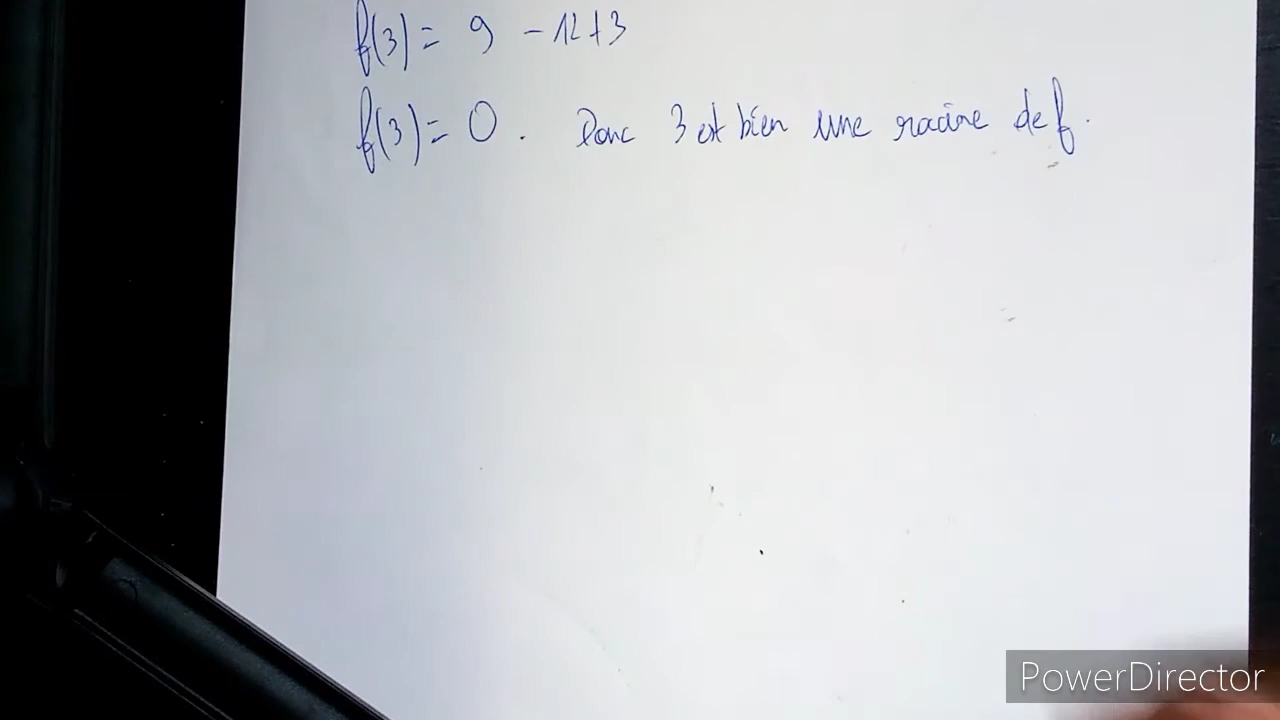 f(3) = 9 - 12 + 3
f(3) = 0. Donc 3 est bien une racine de f.
PowerDirector